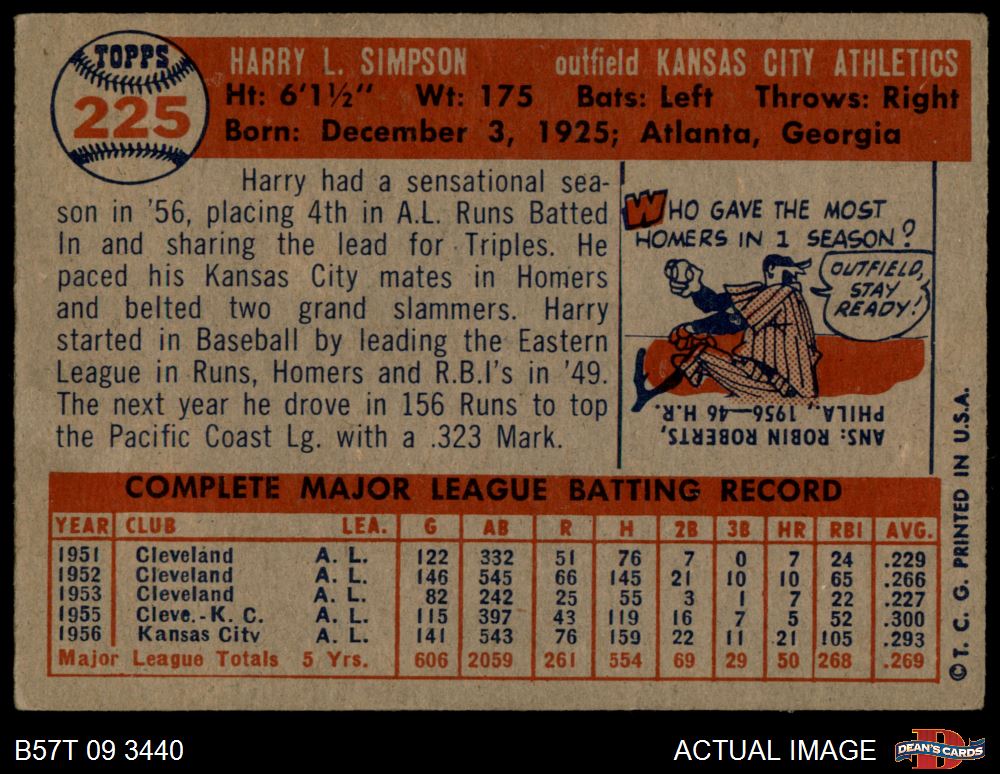 TOPPS
225
HARRY L. SIMPSON outfield KANSAS CITY ATHLETICS
Ht: 6'1½" Wt: 175 Bats: Left Throws: Right
Born: December 3, 1925; Atlanta, Georgia
Harry had a sensational sea-
son in '56, placing 4th in A.L. Runs Batted
In and sharing the lead for Triples. He
paced his Kansas City mates in Homers
and belted two grand slammers. Harry
started in Baseball by leading the Eastern
League in Runs, Homers and R.B.I's in '49.
The next year he drove in 156 Runs to top
the Pacific Coast Lg. with a .323 Mark.
WHO GAVE THE MOST
HOMERS IN 1 SEASON?
OUTFIELD,
STAY
READY!
ANS: ROBIN ROBERTS,
PHILA., 1956—46 H.R.
COMPLETE MAJOR LEAGUE BATTING RECORD
YEAR CLUB LEA. G AB R H 2B 3B HR RBI AVG.
1951 Cleveland A. L. 122 332 51 76 7 0 7 24 .229
1952 Cleveland A. L. 146 545 66 145 21 10 10 65 .266
1953 Cleveland A. L. 82 242 25 55 3 1 7 22 .227
1955 Cleve.-K. C. A. L. 115 397 43 119 16 7 5 52 .300
1956 Kansas City A. L. 141 543 76 159 22 11 21 105 .293
Major League Totals 5 Yrs. 606 2059 261 554 69 29 50 268 .269
© T. C. G. PRINTED IN U.S.A.
B57T 09 3440 ACTUAL IMAGE
DEAN'S CARDS